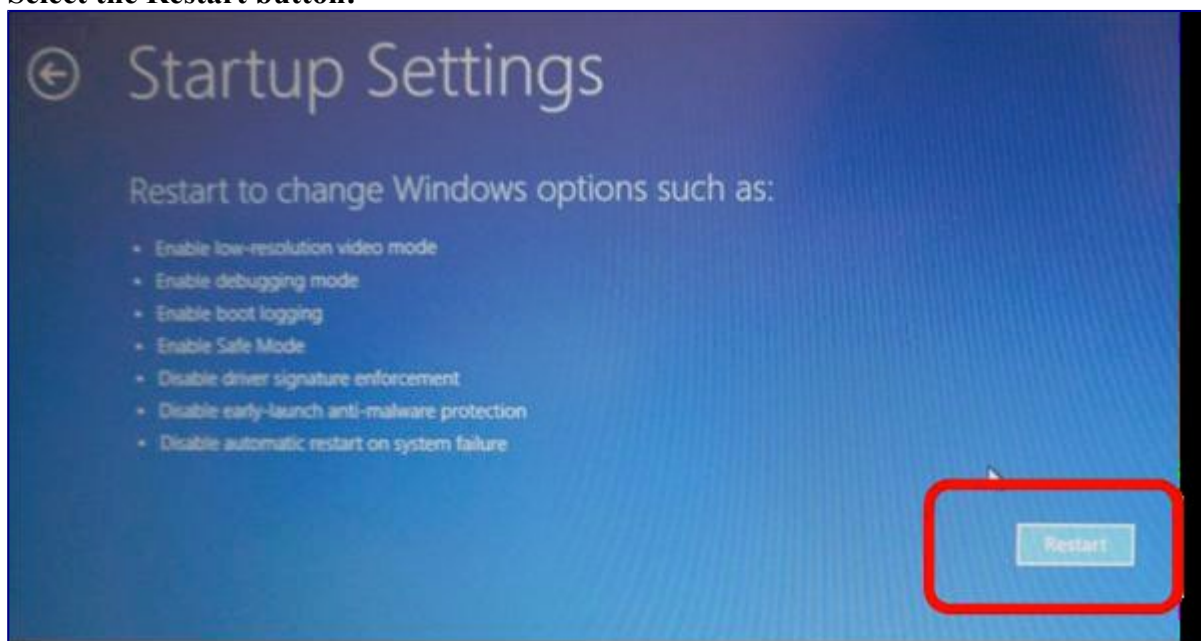 Select the Restart button.
Startup Settings
Restart to change Windows options such as:
• Enable low-resolution video mode
• Enable debugging mode
• Enable boot logging
• Enable Safe Mode
• Disable driver signature enforcement
• Disable early-launch anti-malware protection
• Disable automatic restart on system failure
Restart